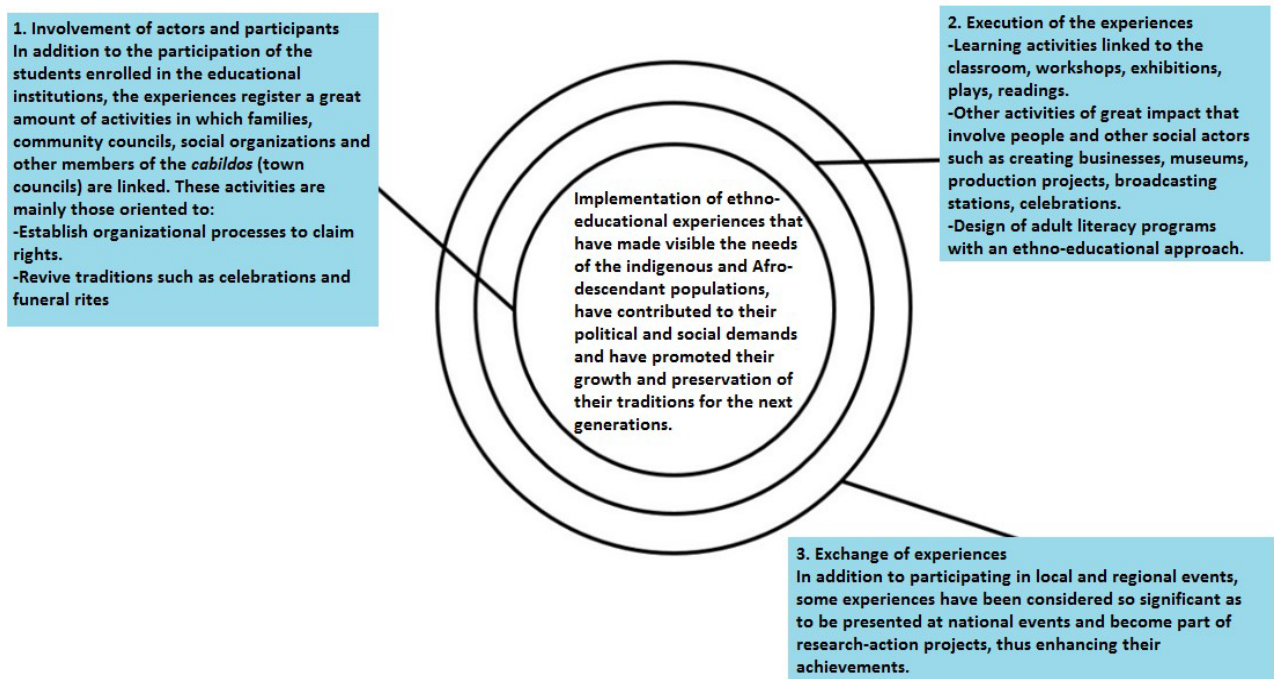 1. Involvement of actors and participants
In addition to the participation of the
students enrolled in the educational
institutions, the experiences register a great
amount of activities in which families,
community councils, social organizations and
other members of the cabildos (town
councils) are linked. These activities are
mainly those oriented to:
-Establish organizational processes to claim
rights.
-Revive traditions such as celebrations and
funeral rites
2. Execution of the experiences
-Learning activities linked to the
classroom, workshops, exhibitions,
plays, readings.
-Other activities of great impact that
involve people and other social actors
such as creating businesses, museums,
production projects, broadcasting
stations, celebrations.
-Design of adult literacy programs
with an ethno-educational approach.
Implementation of ethno-
educational experiences that
have made visible the needs
of the indigenous and Afro-
descendant populations,
have contributed to their
political and social demands
and have promoted their
growth and preservation of
their traditions for the next
generations.
3. Exchange of experiences
In addition to participating in local and regional events,
some experiences have been considered so significant as
to be presented at national events and become part of
research-action projects, thus enhancing their
achievements.